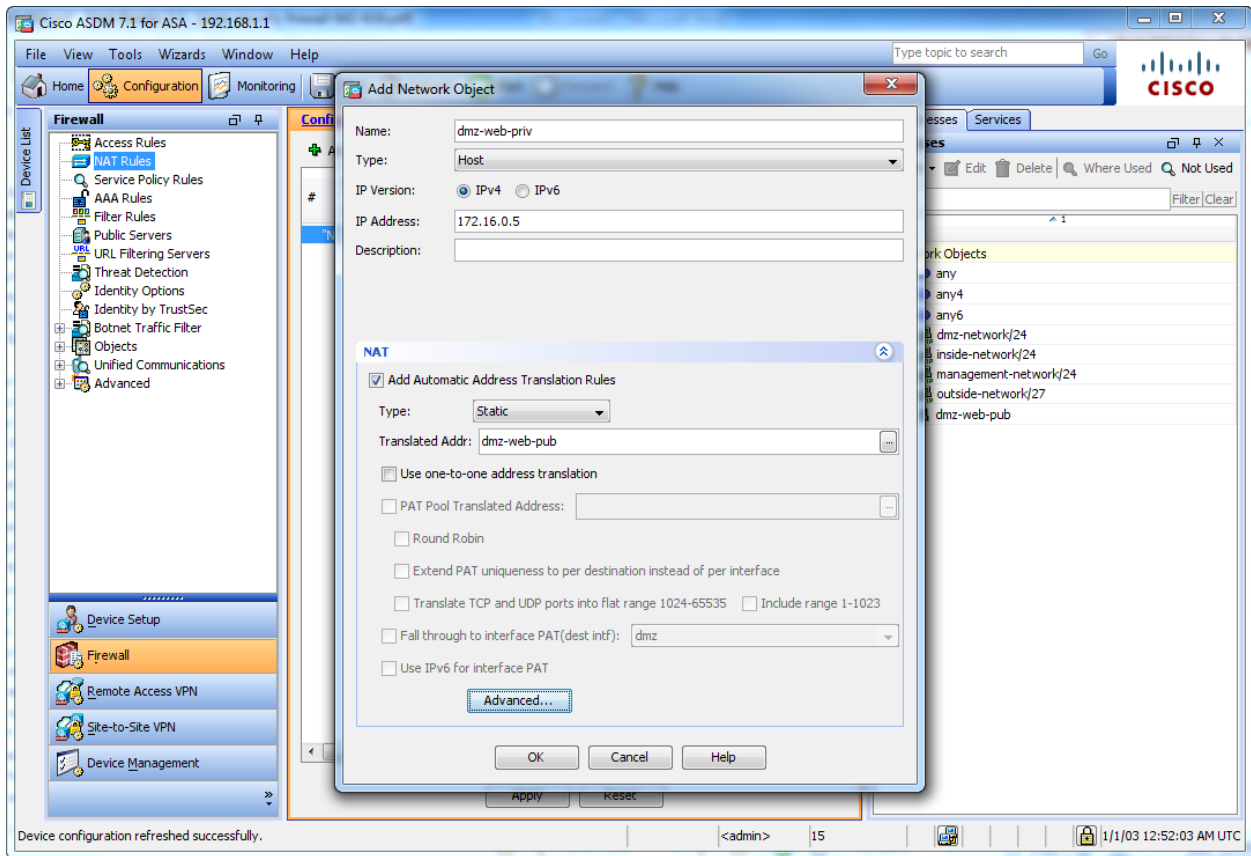 Cisco ASDM 7.1 for ASA - 192.168.1.1
File View Tools Wizards Window Help
Type topic to search Go
Home Configuration Monitoring
CISCO
Device List
Firewall
Access Rules
NAT Rules
Service Policy Rules
AAA Rules
Filter Rules
Public Servers
URL URL Filtering Servers
Threat Detection
Identity Options
Identity by TrustSec
Botnet Traffic Filter
Objects
Unified Communications
Advanced
Device Setup
Firewall
Remote Access VPN
Site-to-Site VPN
Device Management
»
Confi
A
#
"N
Add Network Object
Name: dmz-web-priv
Type: Host
IP Version: IPv4 IPv6
IP Address: 172.16.0.5
Description:
NAT
Add Automatic Address Translation Rules
Type: Static
Translated Addr: dmz-web-pub ...
Use one-to-one address translation
PAT Pool Translated Address: ...
Round Robin
Extend PAT uniqueness to per destination instead of per interface
Translate TCP and UDP ports into flat range 1024-65535 Include range 1-1023
Fall through to interface PAT(dest intf): dmz
Use IPv6 for interface PAT
Advanced...
OK Cancel Help
Apply Reset
esses Services
ses
Edit Delete Where Used Not Used
Filter Clear
1
ork Objects
any
any4
any6
dmz-network/24
inside-network/24
management-network/24
outside-network/27
dmz-web-pub
Device configuration refreshed successfully. <admin> 15 1/1/03 12:52:03 AM UTC